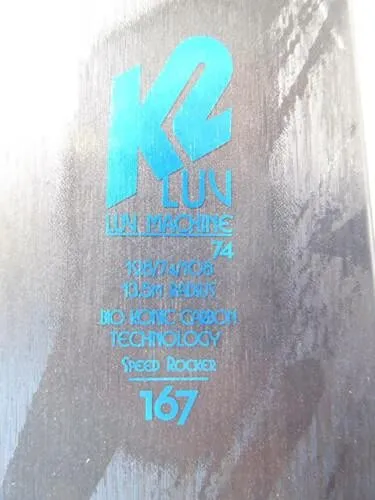 K2
LUV
LUV MACHINE
74
128/74/108
13.5M RADIUS
BIO KONIC CARBON
TECHNOLOGY
SPEED ROCKER
167